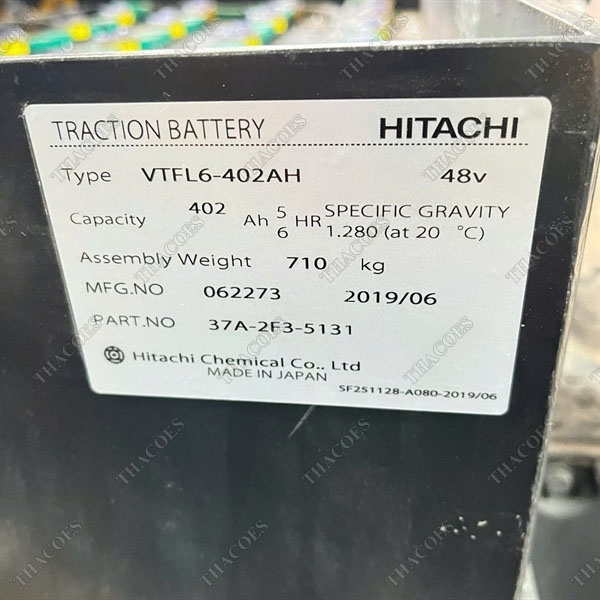 TRACTION BATTERY HITACHI
Type VTFL6-402AH 48v
Capacity 402 Ah 5 HR SPECIFIC GRAVITY
6 1.280 (at 20 °C)
Assembly Weight 710 kg
MFG.NO 062273 2019/06
PART.NO 37A-2F3-5131
Hitachi Chemical Co., Ltd
MADE IN JAPAN
SF251128-A080-2019/06
THACOES